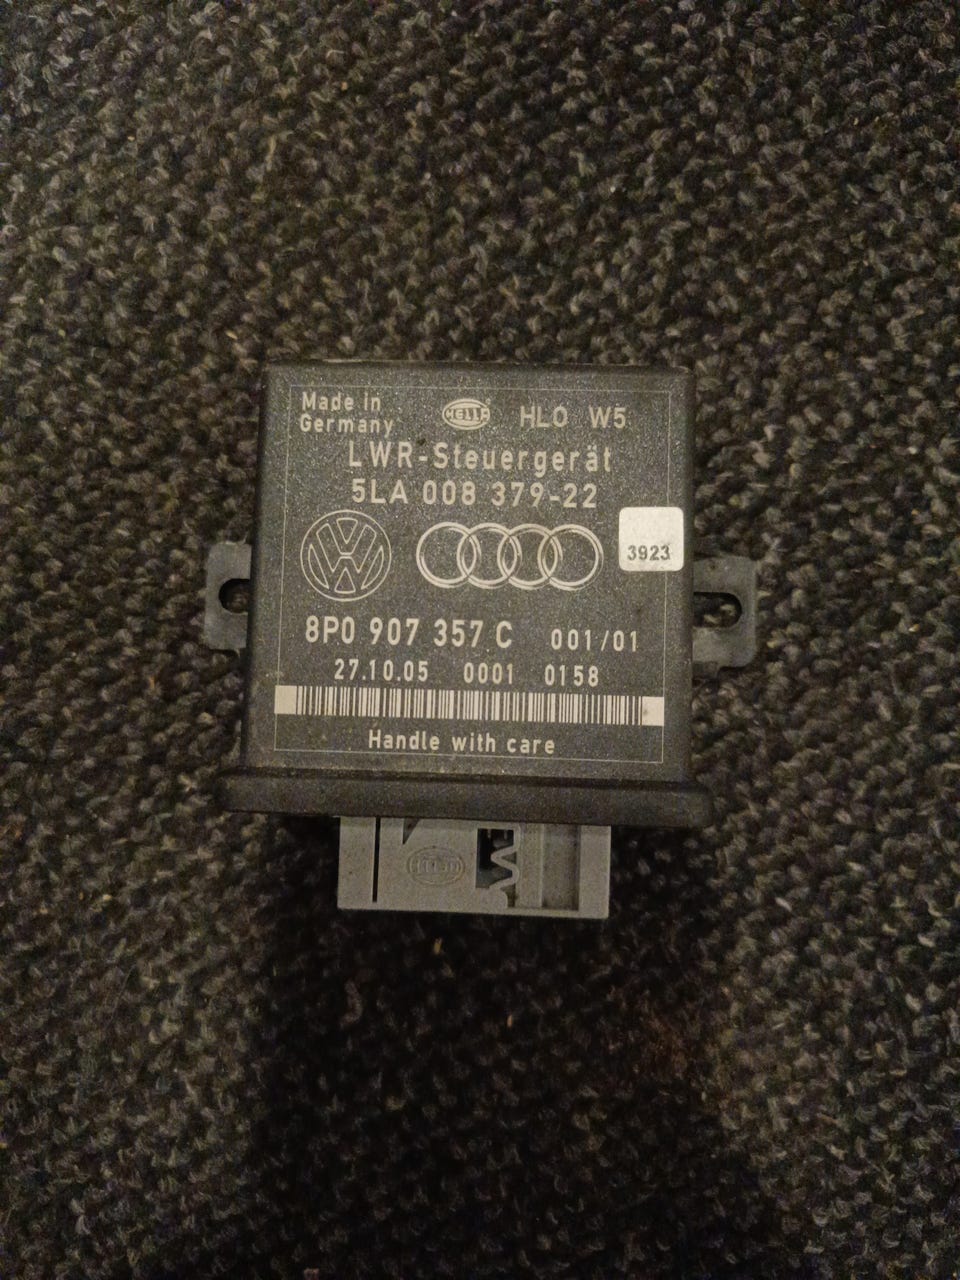 Made in
Germany
HELLA HLO W5
LWR-Steuergerät
5LA 008 379-22
3923
8P0 907 357 C 001/01
27.10.05 0001 0158
Handle with care
HELLA